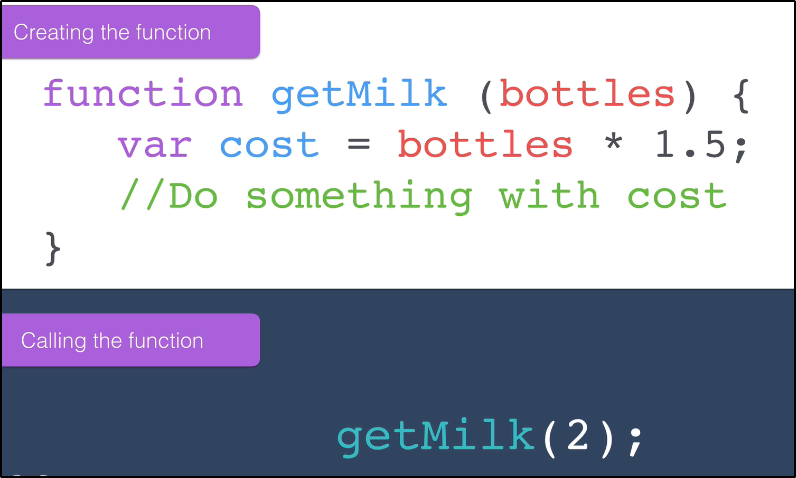 Creating the function
function getMilk (bottles) {
var cost = bottles * 1.5;
//Do something with cost
}
Calling the function
getMilk(2);